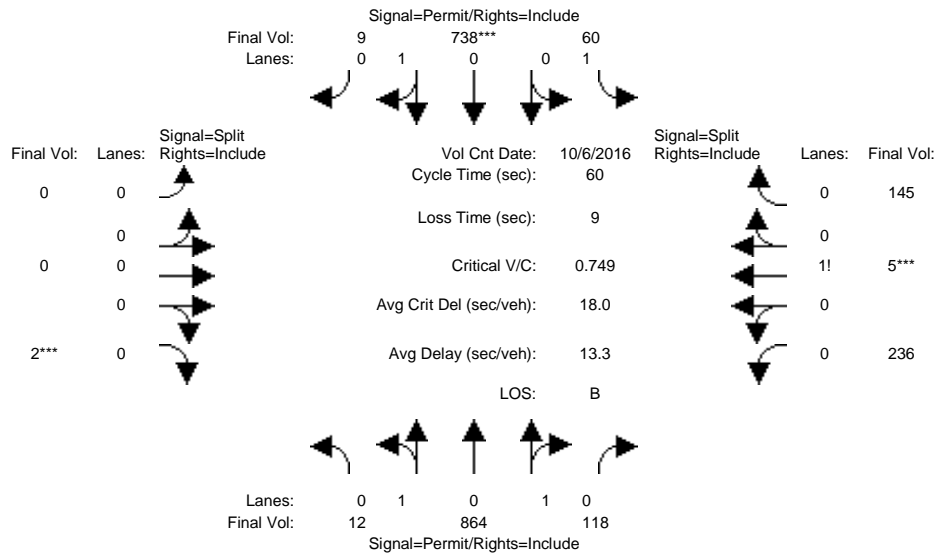 Signal=Permit/Rights=Include
Final Vol: 9 738*** 60
Lanes: 0 1 0 0 1
Signal=Split Signal=Split
Final Vol: Lanes: Rights=Include Vol Cnt Date: 10/6/2016 Rights=Include Lanes: Final Vol:
Cycle Time (sec): 60
0 0 0 145
Loss Time (sec): 9
0 0
0 0 Critical V/C: 0.749 1! 5***
0 Avg Crit Del (sec/veh): 18.0 0
2*** 0 Avg Delay (sec/veh): 13.3 0 236
LOS: B
Lanes: 0 1 0 1 0
Final Vol: 12 864 118
Signal=Permit/Rights=Include